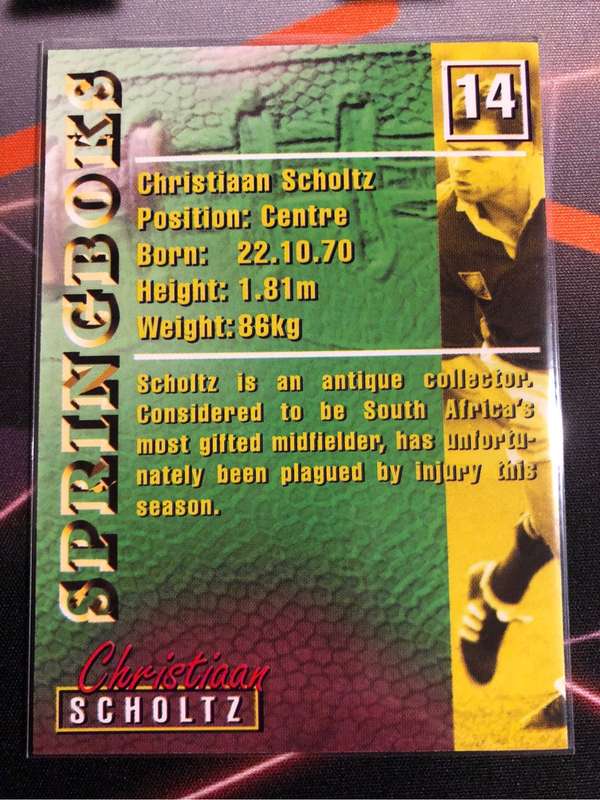 14
SPRINGBOKS
Christiaan Scholtz
Position: Centre
Born: 22.10.70
Height: 1.81m
Weight: 86kg
Scholtz is an antique collector.
Considered to be South Africa's
most gifted midfielder, has unfortu-
nately been plagued by injury this
season.
Christiaan
SCHOLTZ